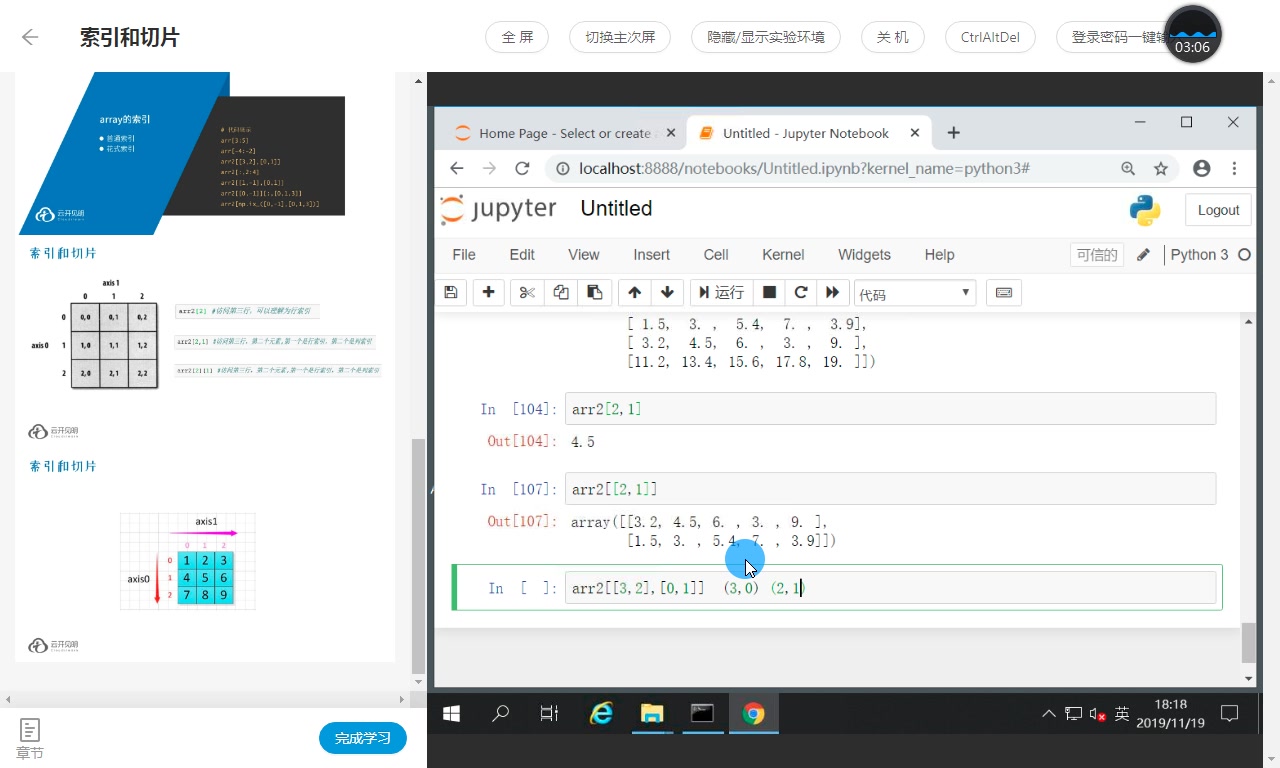 索引和切片
全 屏
切换主次屏
隐藏/显示实验环境
关 机
CtrlAltDel
登录密码一键输
03:06
array的索引
普通索引
花式索引
# 代码展示
arr[3:5]
arr[-4:-2]
arr2[[3,2],[0,1]]
arr2[:,2:4]
arr2[[1,-1],[0,1]]
arr2[[0,-1]][:,[0,1,3]]
arr2[np.ix_([0,-1],[0,1,3])]
云开见明
索引和切片
axis 1
0 1 2
0 0,0 0,1 0,2
axis 0 1 1,0 1,1 1,2
2 2,0 2,1 2,2
arr2[2] #访问第三行，可以理解为行索引
arr2[2,1] #访问第三行，第二个元素,第一个是行索引，第二个是列索引
arr2[2][1] #访问第三行，第二个元素,第一个是行索引，第二个是列索引
云开见明
索引和切片
axis1
0 1 2
0 1 2 3
axis0 1 4 5 6
2 7 8 9
云开见明
章节
完成学习
Home Page - Select or create a
Untitled - Jupyter Notebook
localhost:8888/notebooks/Untitled.ipynb?kernel_name=python3#
jupyter Untitled
Logout
File Edit View Insert Cell Kernel Widgets Help
可信的
Python 3
运行
代码
[ 1.5, 3. , 5.4, 7. , 3.9],
[ 3.2, 4.5, 6. , 3. , 9. ],
[11.2, 13.4, 15.6, 17.8, 19. ]])
In [104]: arr2[2,1]
Out[104]: 4.5
In [107]: arr2[[2,1]]
Out[107]: array([[3.2, 4.5, 6. , 3. , 9. ],
[1.5, 3. , 5.4, 7. , 3.9]])
In [ ]: arr2[[3,2],[0,1]] (3,0) (2,1)
英
18:18
2019/11/19